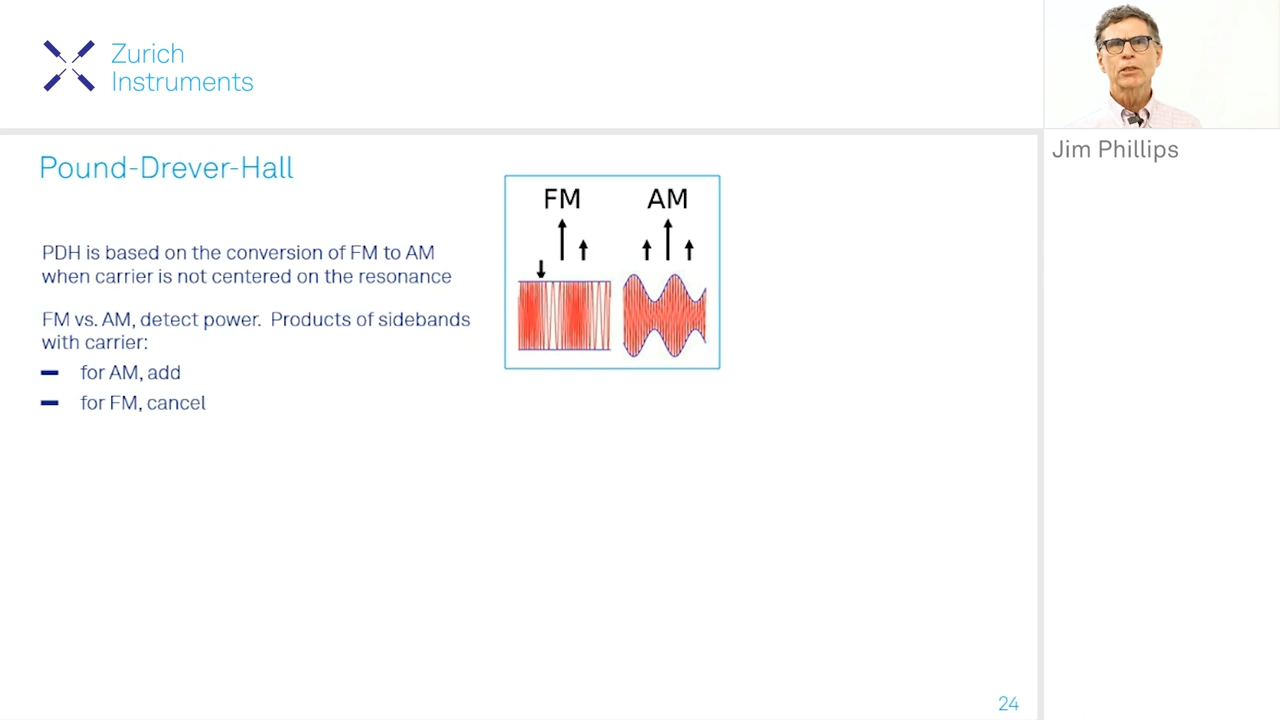 Zurich
Instruments
Jim Phillips
Pound-Drever-Hall
FM AM
PDH is based on the conversion of FM to AM
when carrier is not centered on the resonance
FM vs. AM, detect power. Products of sidebands
with carrier:
for AM, add
for FM, cancel
24